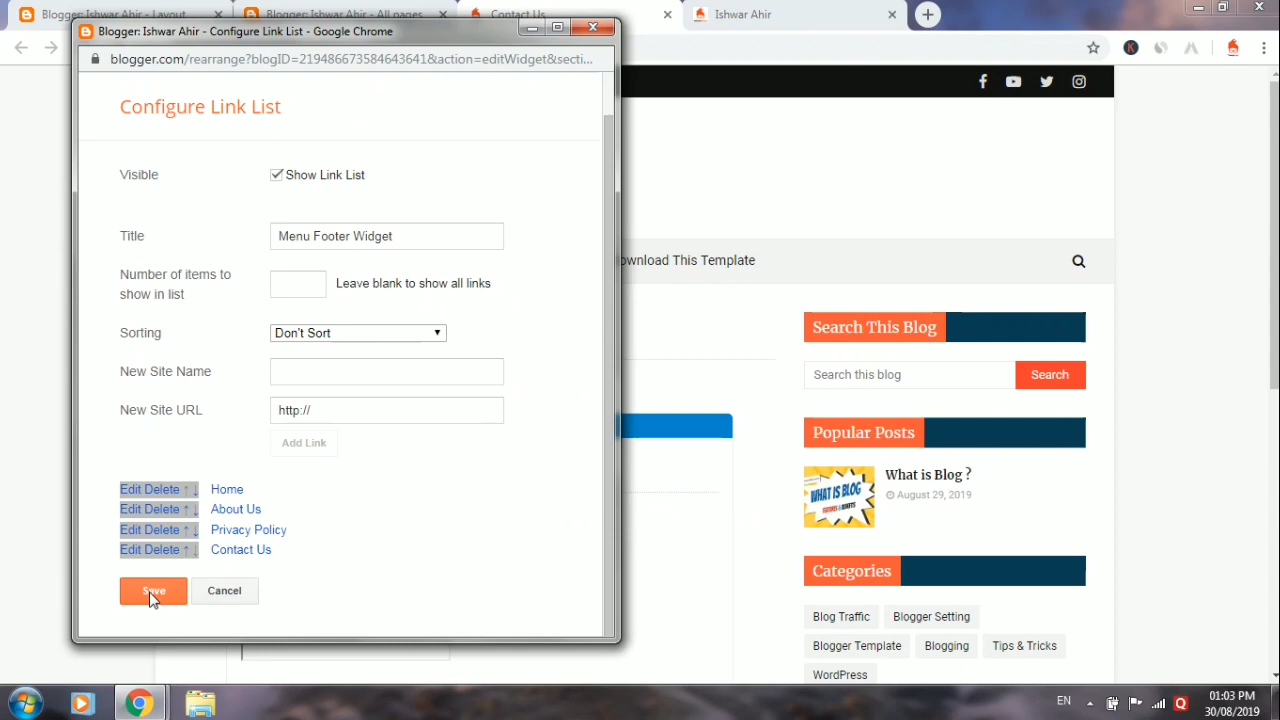 Blogger: Ishwar Ahir - Layout
Blogger: Ishwar Ahir - All pages
Contact Us
Ishwar Ahir
Blogger: Ishwar Ahir - Configure Link List - Google Chrome
blogger.com/rearrange?blogID=219486673584643641&action=editWidget&secti...
Configure Link List
Visible
Show Link List
Title
Menu Footer Widget
Number of items to
show in list
Leave blank to show all links
Sorting
Don't Sort
New Site Name
New Site URL
http://
Add Link
Edit Delete ↑ ↓ Home
Edit Delete ↑ ↓ About Us
Edit Delete ↑ ↓ Privacy Policy
Edit Delete ↑ ↓ Contact Us
Save
Cancel
ownload This Template
Search This Blog
Search this blog
Search
Popular Posts
WHAT IS BLOG
What is Blog ?
August 29, 2019
Categories
Blog Traffic
Blogger Setting
Blogger Template
Blogging
Tips & Tricks
WordPress
EN
01:03 PM
30/08/2019